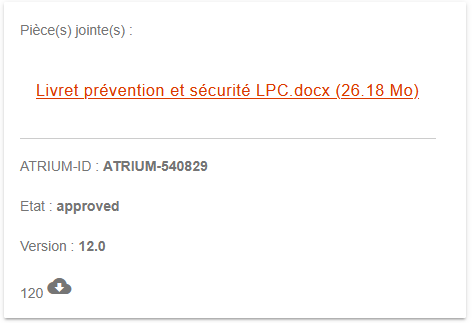 Pièce(s) jointe(s) :
Livret prévention et sécurité LPC.docx (26.18 Mo)
ATRIUM-ID : ATRIUM-540829
Etat : approved
Version : 12.0
120